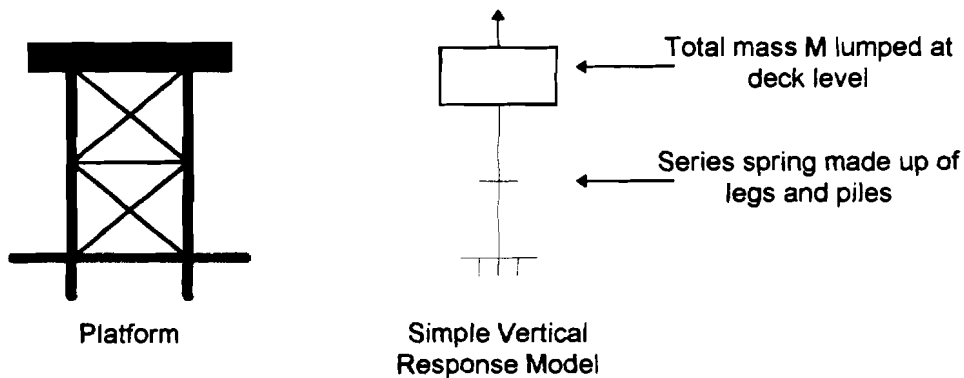 Total mass M lumped at
deck level
Series spring made up of
legs and piles
Platform
Simple Vertical
Response Model